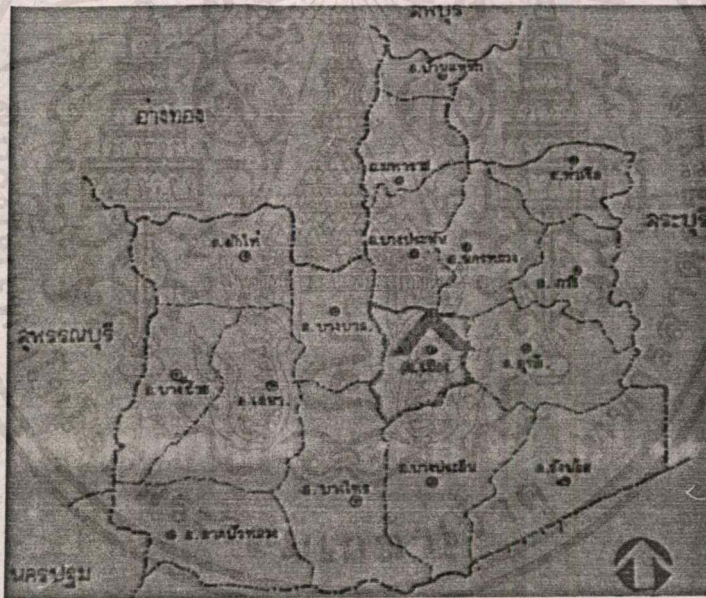 ลพบุรี
อ.บ้านแพรก
อ่างทอง
อ.มหาราช
อ.ท่าเรือ
สระบุรี
อ.ผักไห่
อ.บางปะหัน
อ.นครหลวง
อ.ภาชี
อ.บางบาล
สุพรรณบุรี
อ.เมือง
อ.อุทัย
อ.บางซ้าย
อ.เสนา
อ.บางไทร
อ.บางปะอิน
อ.วังน้อย
อ.ลาดบัวหลวง
นครปฐม